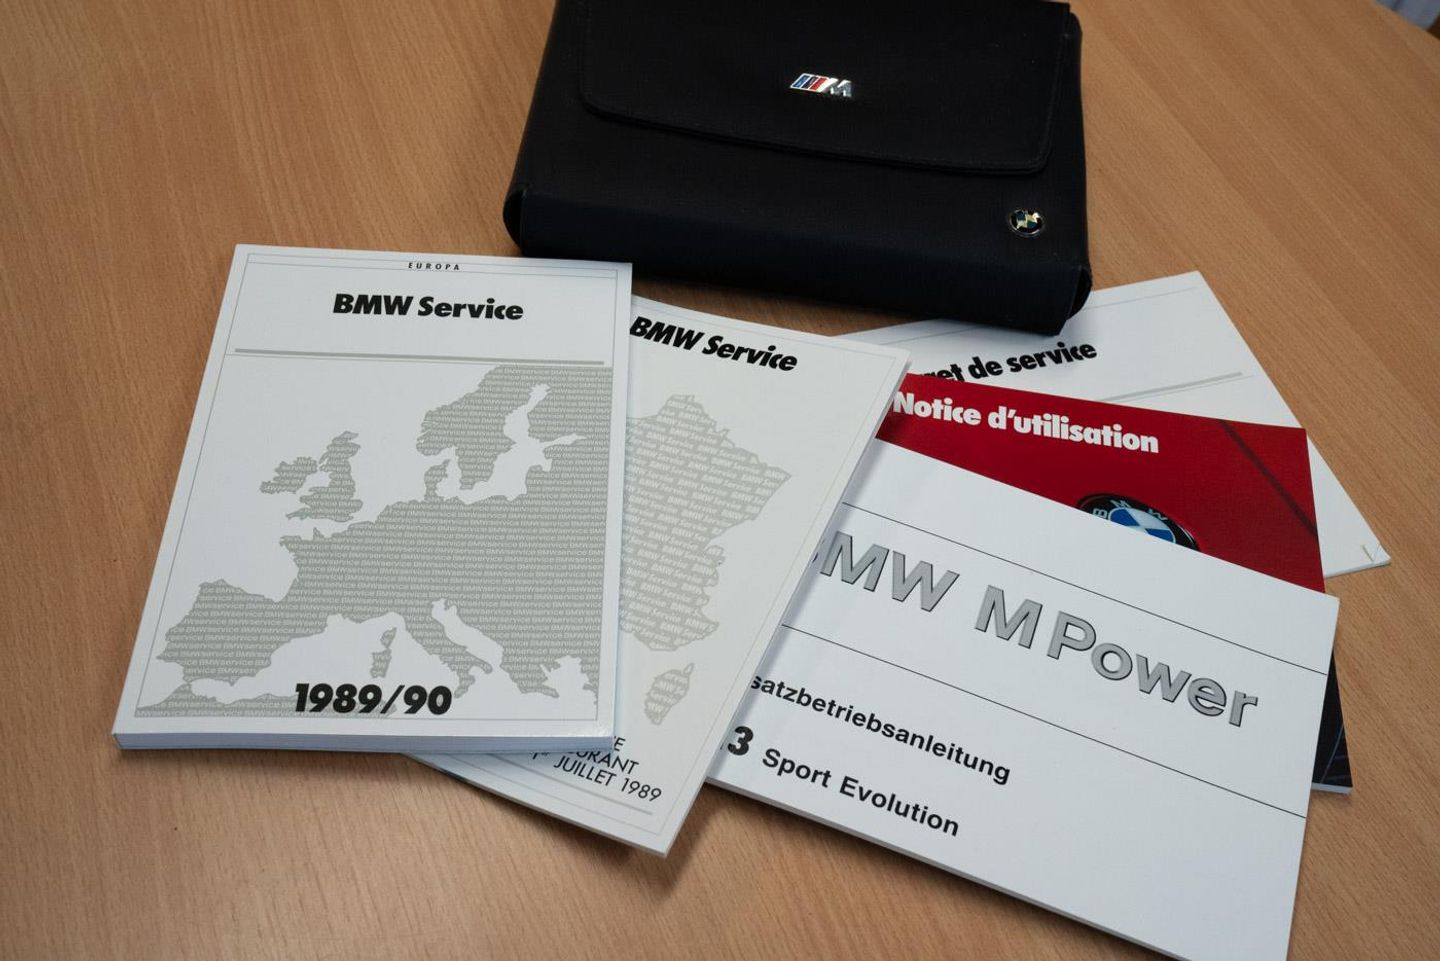 M
EUROPA
BMW Service
1989/90
BMW Service
JUILLET 1989
de service
Notice d'utilisation
BMW
MW M Power
satzbetriebsanleitung
3 Sport Evolution